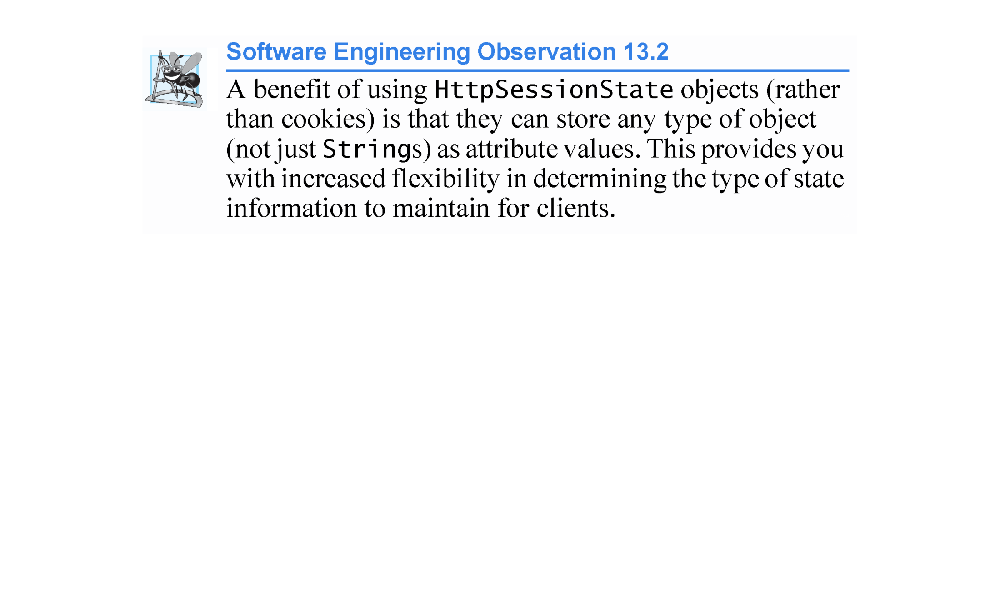 Software Engineering Observation 13.2
A benefit of using HttpSessionState objects (rather
than cookies) is that they can store any type of object
(not just Strings) as attribute values. This provides you
with increased flexibility in determining the type of state
information to maintain for clients.